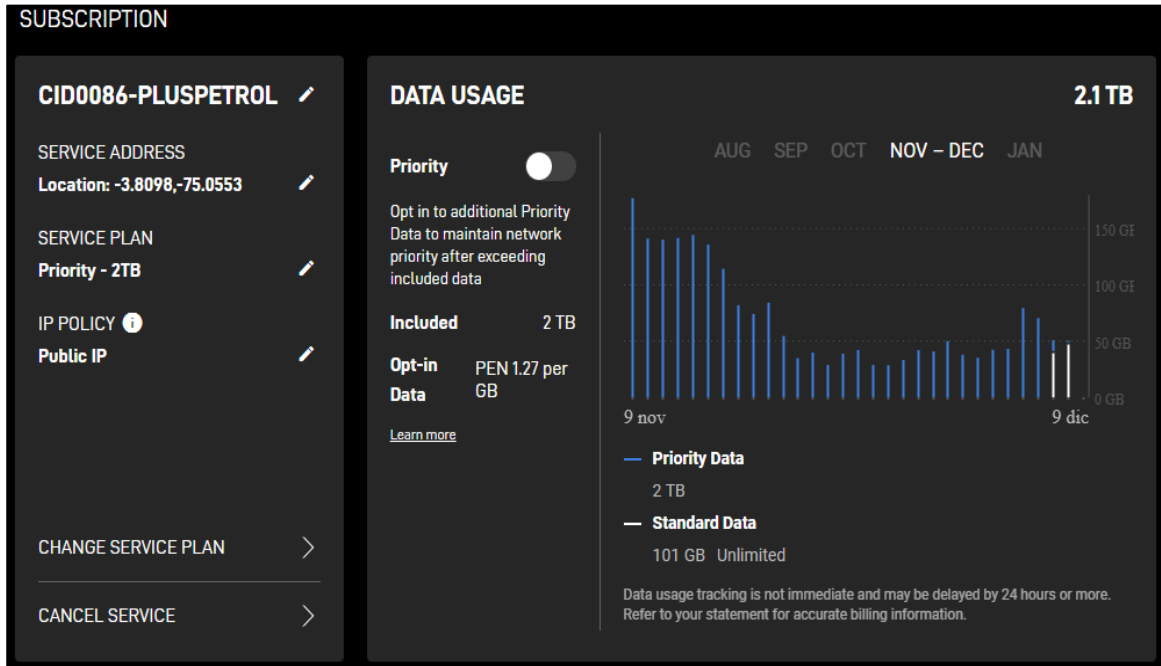 SUBSCRIPTION
CID0086-PLUSPETROL
SERVICE ADDRESS
Location: -3.8098,-75.0553
SERVICE PLAN
Priority - 2TB
IP POLICY
Public IP
CHANGE SERVICE PLAN
CANCEL SERVICE
DATA USAGE
2.1 TB
Priority
Opt in to additional Priority
Data to maintain network
priority after exceeding
included data
Included 2 TB
Opt-in Data
PEN 1.27 per GB
Learn more
AUG SEP OCT NOV – DEC JAN
150 GE
100 GE
50 GB
0 GB
9 nov 9 dic
Priority Data
2 TB
Standard Data
101 GB Unlimited
Data usage tracking is not immediate and may be delayed by 24 hours or more.
Refer to your statement for accurate billing information.